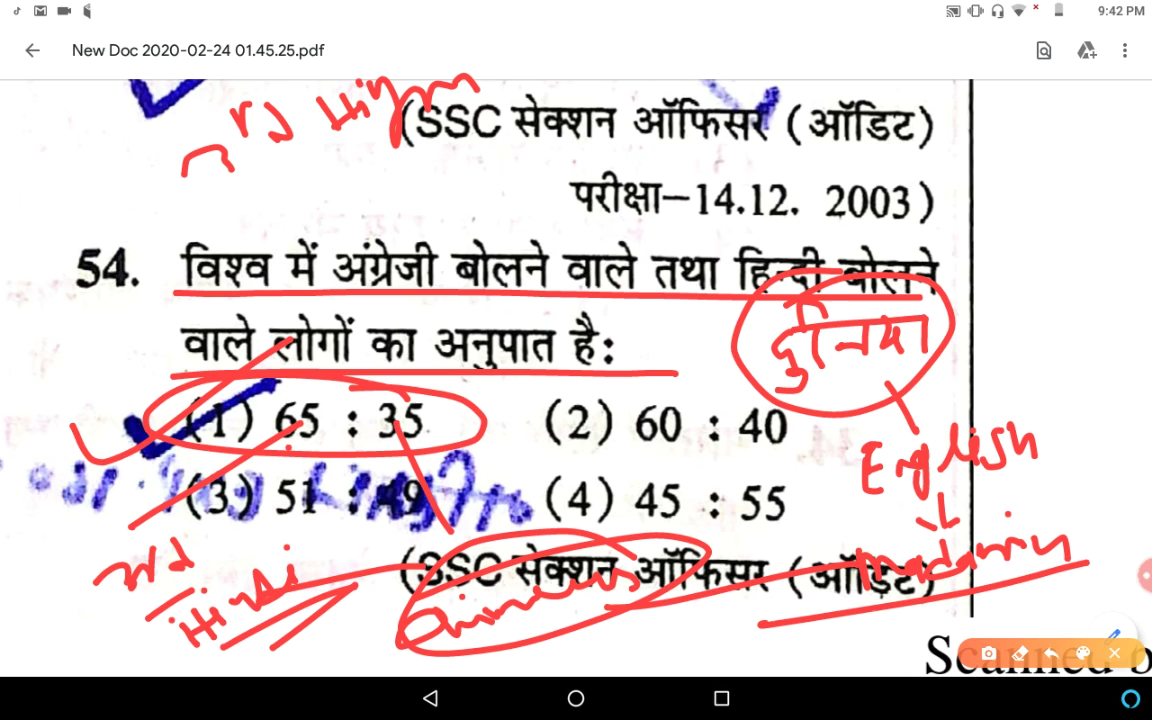 9:42 PM
New Doc 2020-02-24 01.45.25.pdf
(SSC सेक्शन ऑफिसर (ऑडिट)
परीक्षा–14.12. 2003)
54. विश्व में अंग्रेजी बोलने वाले तथा हिन्दी बोलने
वाले लोगों का अनुपात है:
दुनिया
(1) 65 : 35 (2) 60 : 40
English
(3) 51 : 49 (4) 45 : 55
(SSC सेक्शन ऑफिसर (ऑडिट)
madarin
Hindi
Scanned b